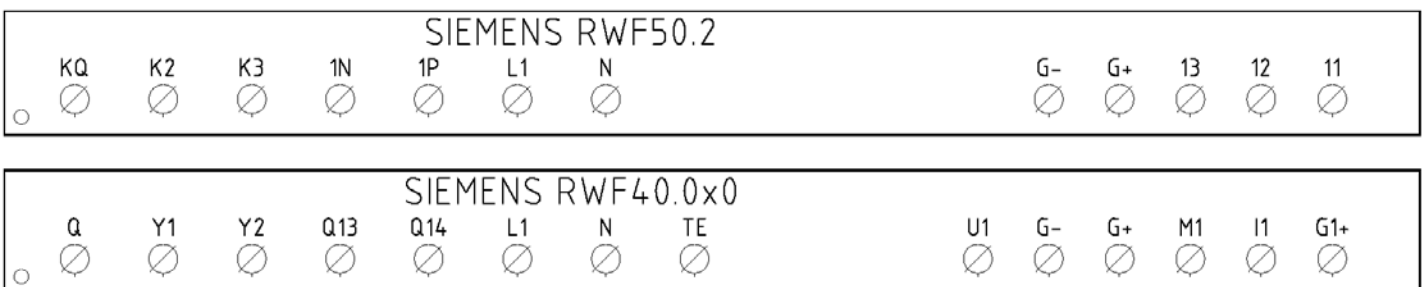 SIEMENS RWF50.2
KQ K2 K3 1N 1P L1 N G- G+ 13 12 11
SIEMENS RWF40.0x0
Q Y1 Y2 Q13 Q14 L1 N TE U1 G- G+ M1 I1 G1+